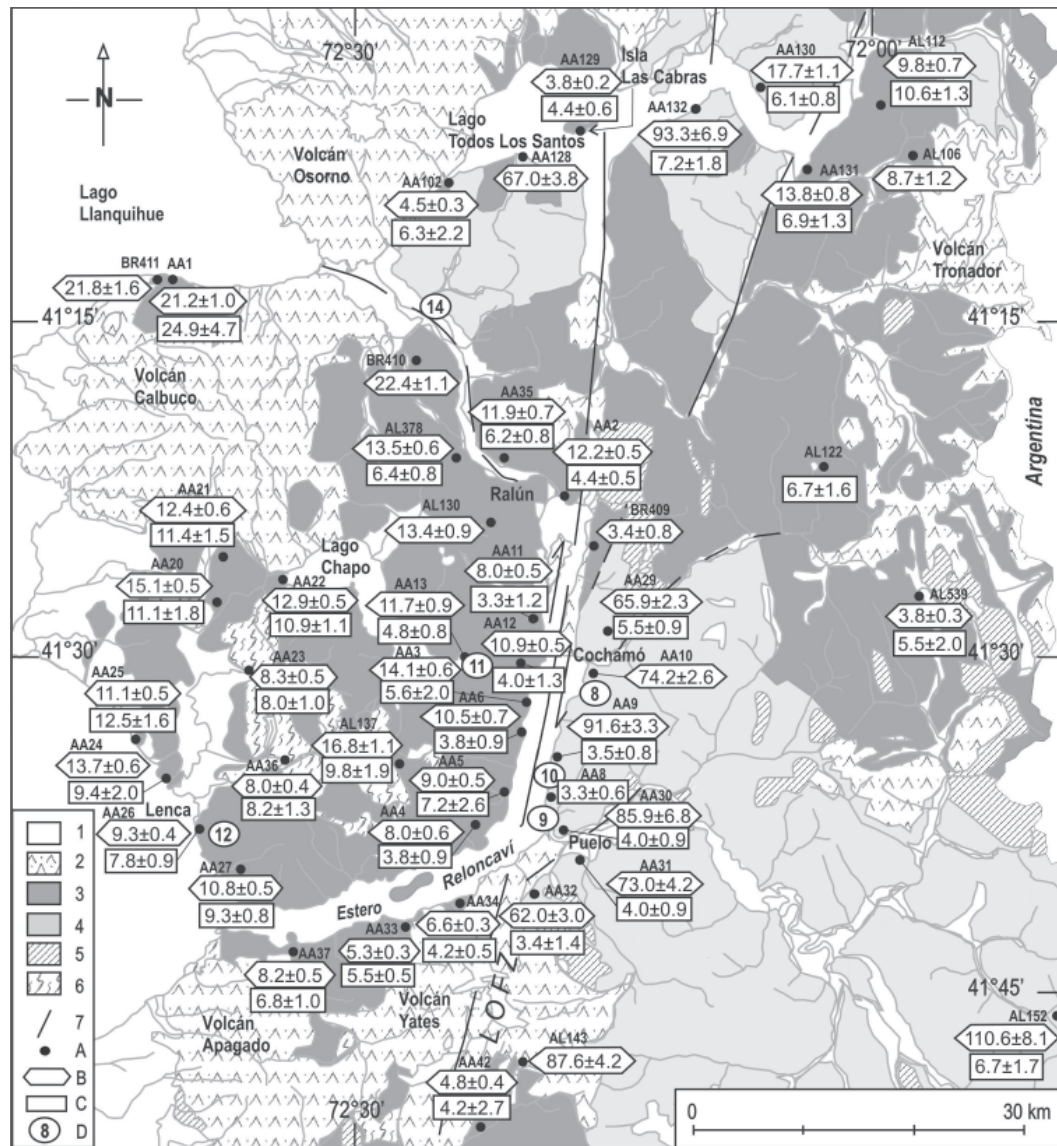 72°30'
72°00'
AA129
3.8±0.2
4.4±0.6
Isla
Las Cabras
AA130
17.7±1.1
6.1±0.8
AL112
9.8±0.7
10.6±1.3
N
AA132
93.3±6.9
7.2±1.8
Lago
Todos Los Santos
AA128
67.0±3.8
Volcán
Osorno
AA102
4.5±0.3
6.3±2.2
AL106
8.7±1.2
AA131
13.8±0.8
6.9±1.3
Lago
Llanquihue
Volcán
Tronador
BR411
21.8±1.6
AA1
21.2±1.0
24.9±4.7
14
41°15'
41°15'
Volcán
Calbuco
BR410
22.4±1.1
AA35
11.9±0.7
6.2±0.8
AA2
12.2±0.5
4.4±0.5
AL378
13.5±0.6
6.4±0.8
Argentina
AL122
6.7±1.6
Ralún
AA21
12.4±0.6
11.4±1.5
AL130
13.4±0.9
BR409
3.4±0.8
Lago
Chapo
AA11
8.0±0.5
3.3±1.2
AA20
15.1±0.5
11.1±1.8
AA22
12.9±0.5
10.9±1.1
AA13
11.7±0.9
4.8±0.8
AA29
65.9±2.3
5.5±0.9
AL539
3.8±0.3
5.5±2.0
AA12
10.9±0.5
4.0±1.3
41°30'
41°30'
11
Cochamó
AA3
14.1±0.6
5.6±2.0
AA10
74.2±2.6
8
AA23
8.3±0.5
8.0±1.0
AA25
11.1±0.5
12.5±1.6
AA6
10.5±0.7
3.8±0.9
AA9
91.6±3.3
3.5±0.8
AL137
16.8±1.1
9.8±1.9
AA24
13.7±0.6
9.4±2.0
AA36
8.0±0.4
8.2±1.3
AA5
9.0±0.5
7.2±2.6
10
AA8
3.3±0.6
AA30
85.9±6.8
4.0±0.9
9
Lenca
AA26
9.3±0.4
7.8±0.9
12
AA4
8.0±0.6
3.8±0.9
Puelo
AA31
73.0±4.2
4.0±0.9
AA27
10.8±0.5
9.3±0.8
Estero Reloncaví
AA32
62.0±3.0
3.4±1.4
AA34
6.6±0.3
4.2±0.5
AA33
5.3±0.3
5.5±0.5
AA37
8.2±0.5
6.8±1.0
Volcán
Apagado
Volcán
Yates
LOFZ
41°45'
AL152
110.6±8.1
6.7±1.7
AL143
87.6±4.2
AA42
4.8±0.4
4.2±2.7
72°30'
1
2
3
4
5
6
7
A
B
C
8 D
0 30 km